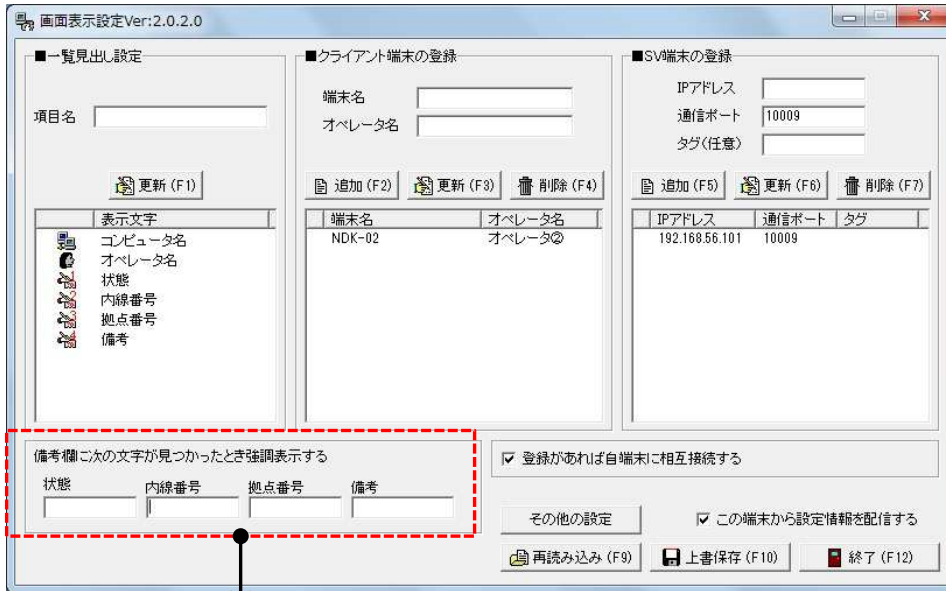 画面表示設定Ver:2.0.2.0
■一覧見出し設定
項目名
更新(F1)
表示文字
コンピュータ名
オペレータ名
状態
内線番号
拠点番号
備考
■クライアント端末の登録
端末名
オペレータ名
追加(F2) 更新(F3) 削除(F4)
端末名 オペレータ名
NDK-02 オペレータ②
■SV端末の登録
IPアドレス
通信ポート 10009
タグ(任意)
追加(F5) 更新(F6) 削除(F7)
IPアドレス 通信ポート タグ
192.168.56.101 10009
備考欄に次の文字が見つかったとき強調表示する
状態 内線番号 拠点番号 備考
登録があれば自端末に相互接続する
その他の設定 この端末から設定情報を配信する
再読み込み(F9) 上書保存(F10) 終了(F12)